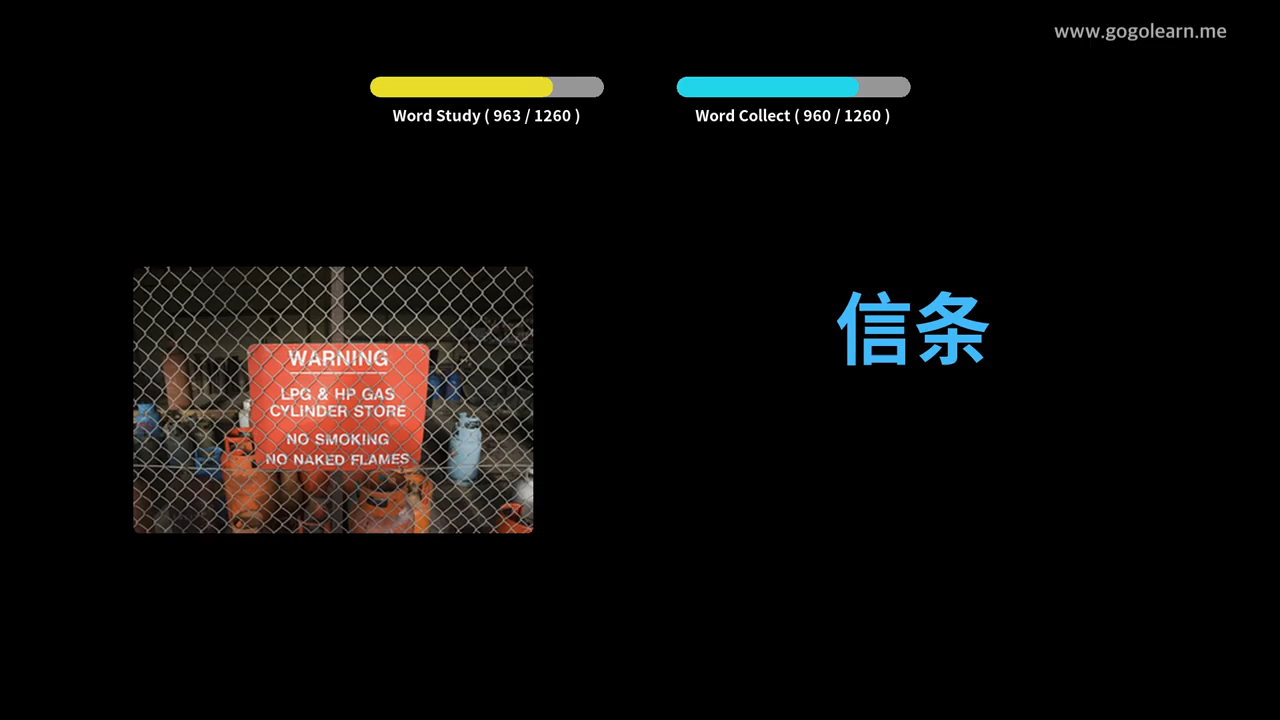 www.gogolearn.me
Word Study ( 963 / 1260 )
Word Collect ( 960 / 1260 )
信条
WARNING
LPG & HP GAS
CYLINDER STORE
NO SMOKING
NO NAKED FLAMES